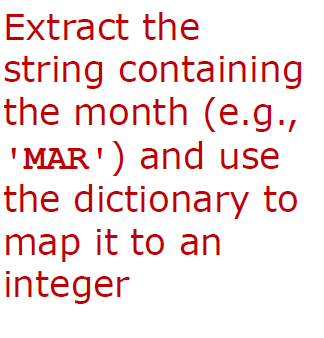 Extract the
string containing
the month (e.g.,
'MAR') and use
the dictionary to
map it to an
integer